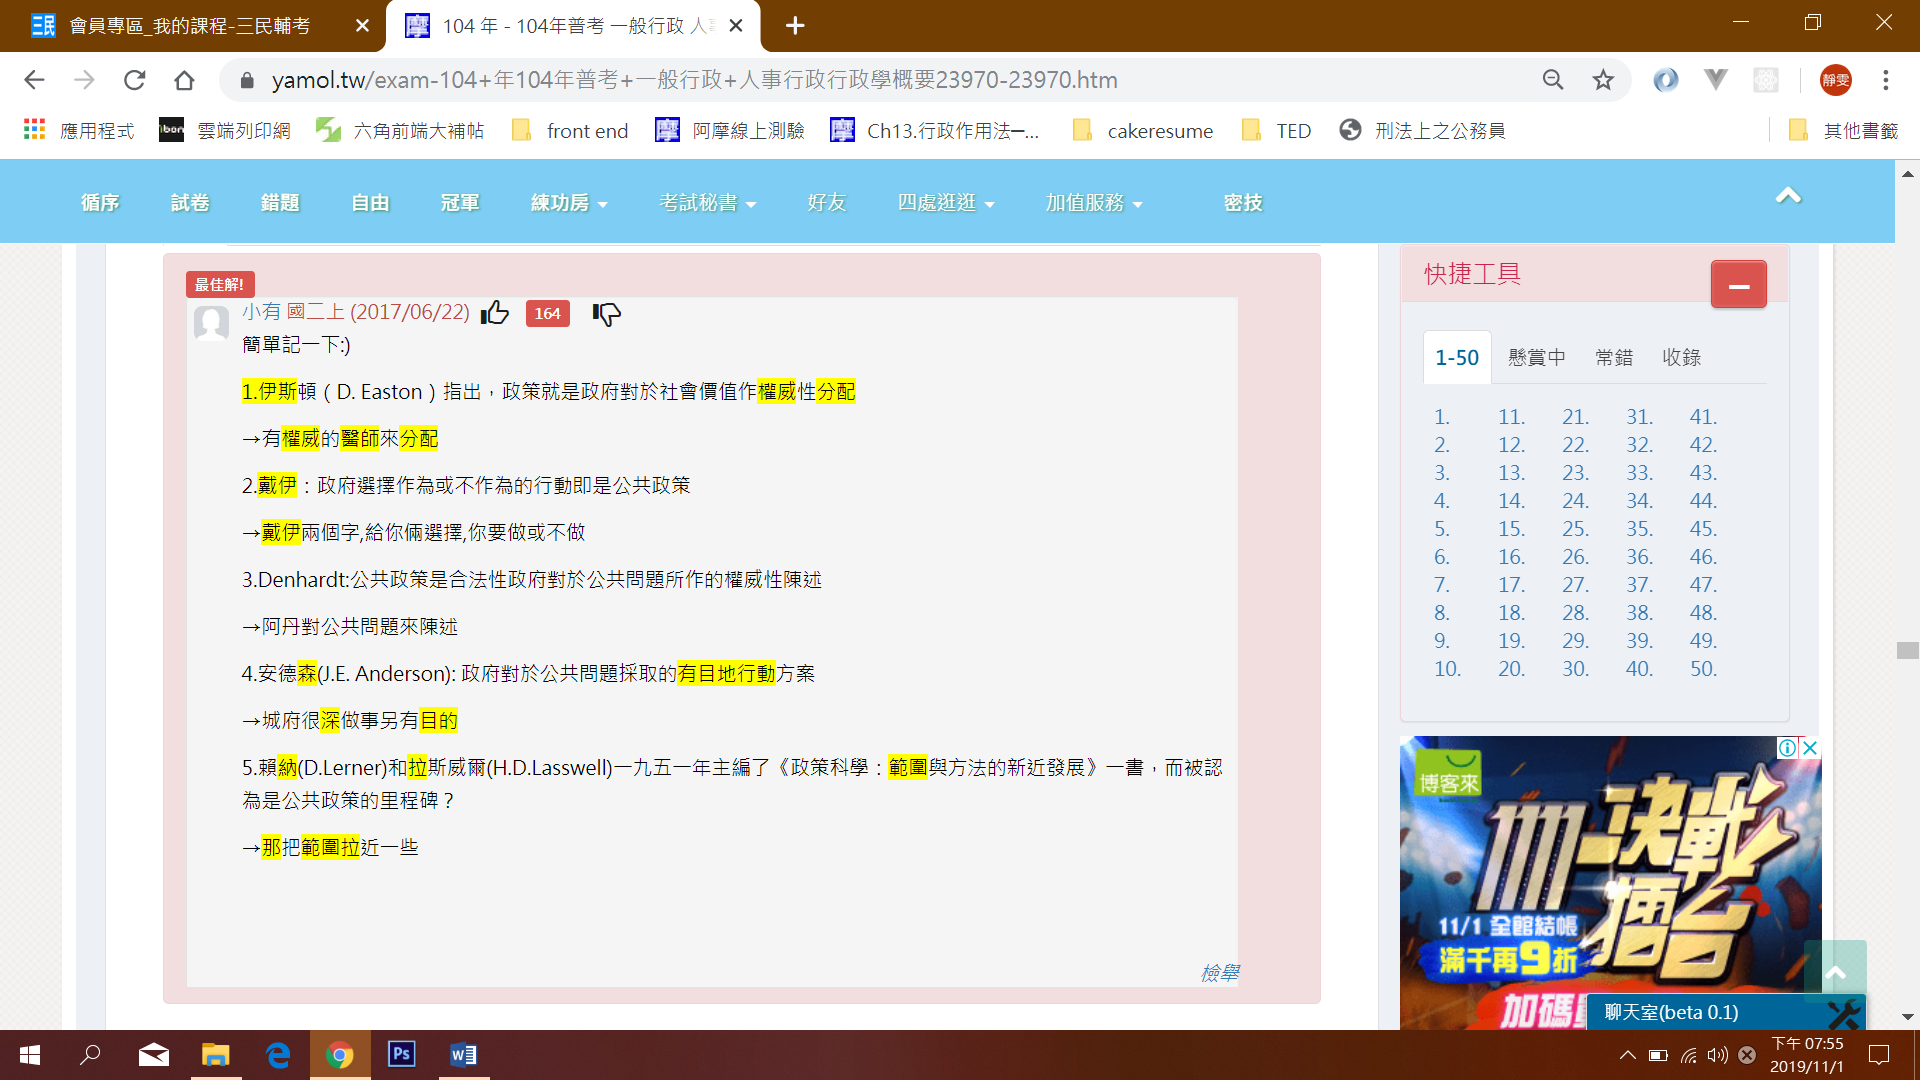 會員專區_我的課程-三民輔考
104 年 - 104年普考 一般行政 人
yamol.tw/exam-104+年104年普考+一般行政+人事行政行政學概要23970-23970.htm
靜雯
應用程式
ibon
雲端列印網
六角前端大補帖
front end
阿摩線上測驗
Ch13.行政作用法─...
cakeresume
TED
刑法上之公務員
其他書籤
循序 試卷 錯題 自由 冠軍 練功房 考試秘書 好友 四處逛逛 加值服務 密技
最佳解!
小有 國二上 (2017/06/22) 164
簡單記一下:)
1.伊斯頓（D. Easton）指出，政策就是政府對於社會價值作權威性分配
→有權威的醫師來分配
2.戴伊：政府選擇作為或不作為的行動即是公共政策
→戴伊兩個字,給你倆選擇,你要做或不做
3.Denhardt:公共政策是合法性政府對於公共問題所作的權威性陳述
→阿丹對公共問題來陳述
4.安德森(J.E. Anderson): 政府對於公共問題採取的有目地行動方案
→城府很深做事另有目的
5.賴納(D.Lerner)和拉斯威爾(H.D.Lasswell)一九五一年主編了《政策科學：範圍與方法的新近發展》一書，而被認
為是公共政策的里程碑？
→那把範圍拉近一些
檢舉
快捷工具
1-50 懸賞中 常錯 收錄
1. 11. 21. 31. 41.
2. 12. 22. 32. 42.
3. 13. 23. 33. 43.
4. 14. 24. 34. 44.
5. 15. 25. 35. 45.
6. 16. 26. 36. 46.
7. 17. 27. 37. 47.
8. 18. 28. 38. 48.
9. 19. 29. 39. 49.
10. 20. 30. 40. 50.
博客來
1111決戰
擂台
11/1 全館結帳
滿千再9折
加碼
聊天室(beta 0.1)
下午 07:55
2019/11/1